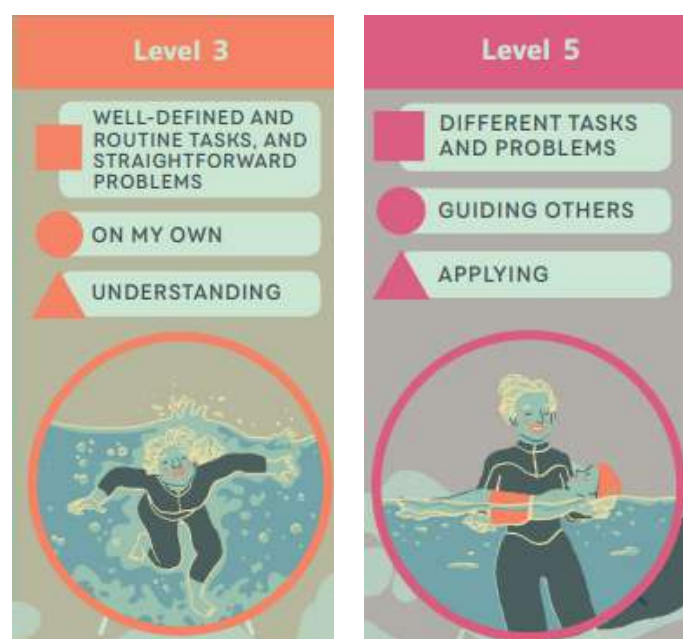 Level 3
WELL-DEFINED AND
ROUTINE TASKS, AND
STRAIGHTFORWARD
PROBLEMS
ON MY OWN
UNDERSTANDING
Level 5
DIFFERENT TASKS
AND PROBLEMS
GUIDING OTHERS
APPLYING